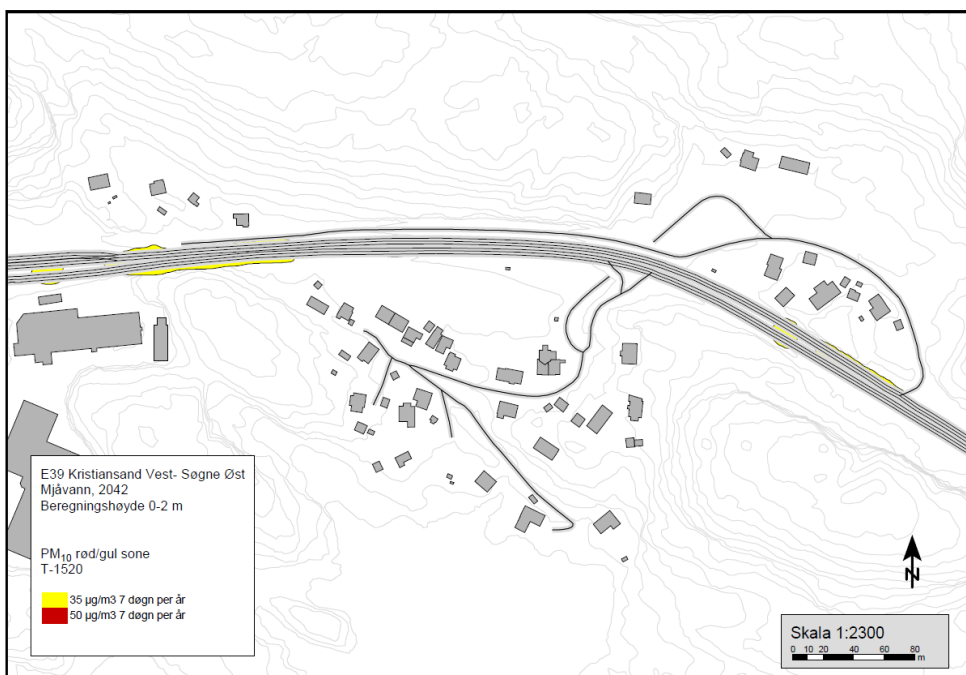 E39 Kristiansand Vest- Søgne Øst
Mjåvann, 2042
Beregningshøyde 0-2 m
PM10 rød/gul sone
T-1520
35 µg/m3 7 døgn per år
50 µg/m3 7 døgn per år
N
Skala 1:2300
0 10 20 40 60 80
m